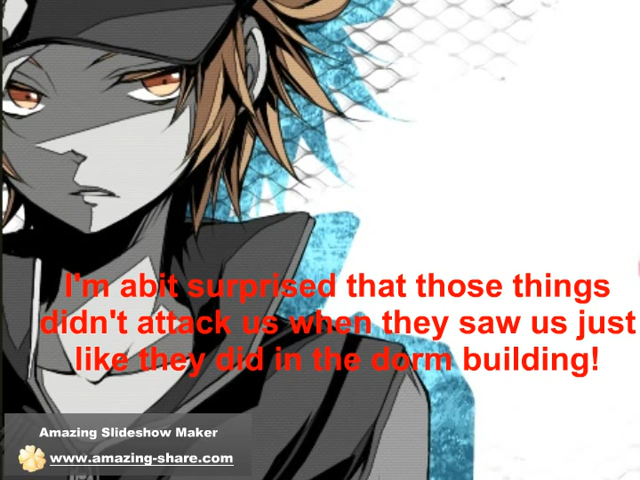 I'm abit surprised that those things
didn't attack us when they saw us just
like they did in the dorm building!
Amazing Slideshow Maker
www.amazing-share.com